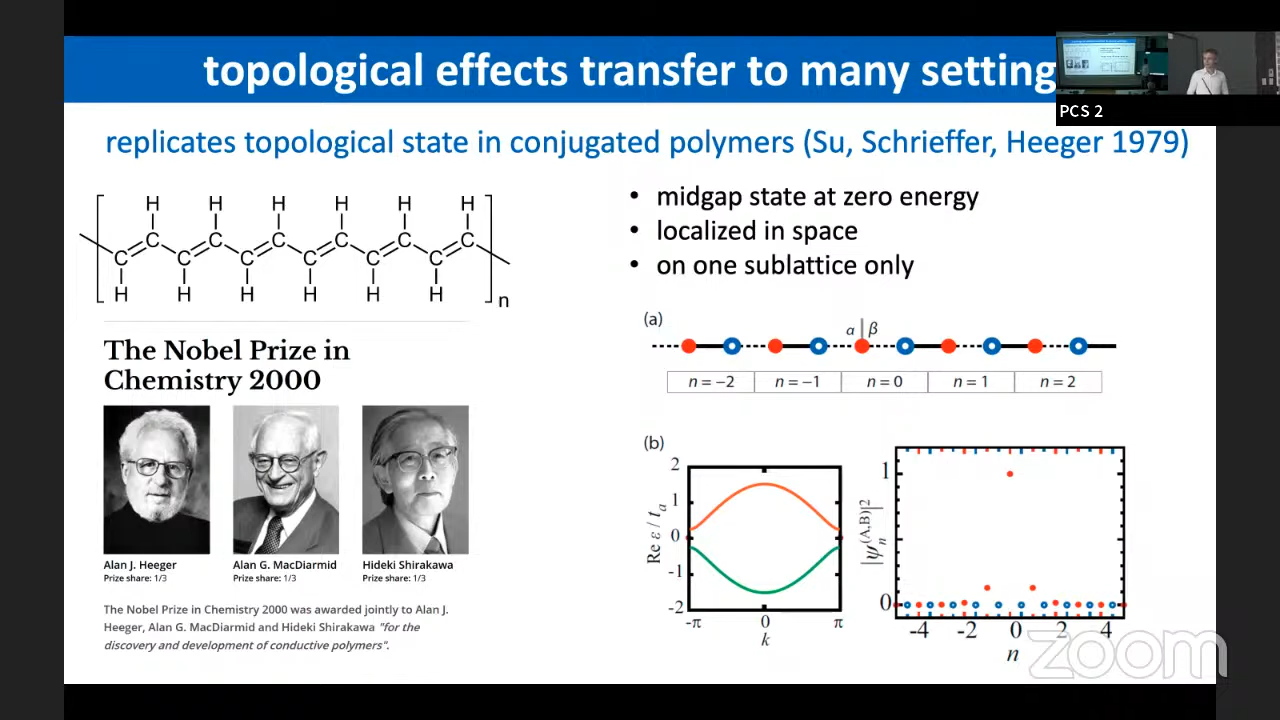 topological effects transfer to many setting
PCS 2
replicates topological state in conjugated polymers (Su, Schrieffer, Heeger 1979)
H H H H H H
C C C C C C
C C C C C C
H H H H H H
n
• midgap state at zero energy
• localized in space
• on one sublattice only
The Nobel Prize in
Chemistry 2000
Alan J. Heeger
Prize share: 1/3
Alan G. MacDiarmid
Prize share: 1/3
Hideki Shirakawa
Prize share: 1/3
The Nobel Prize in Chemistry 2000 was awarded jointly to Alan J.
Heeger, Alan G. MacDiarmid and Hideki Shirakawa "for the
discovery and development of conductive polymers".
(a)
α β
n = −2 n = −1 n = 0 n = 1 n = 2
(b)
Re ε / tₐ
2
1
0
-1
-2
-π 0 π
k
|ψₙ^(A,B)|²
1
0
-4 -2 0 2 4
n
zoom